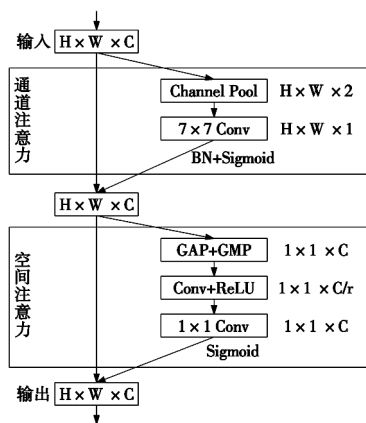 输入 H×W×C
通道注意力
Channel Pool H×W×2
7×7 Conv H×W×1
BN+Sigmoid
H×W×C
空间注意力
GAP+GMP 1×1×C
Conv+ReLU 1×1×C/r
1×1 Conv 1×1×C
Sigmoid
输出 H×W×C